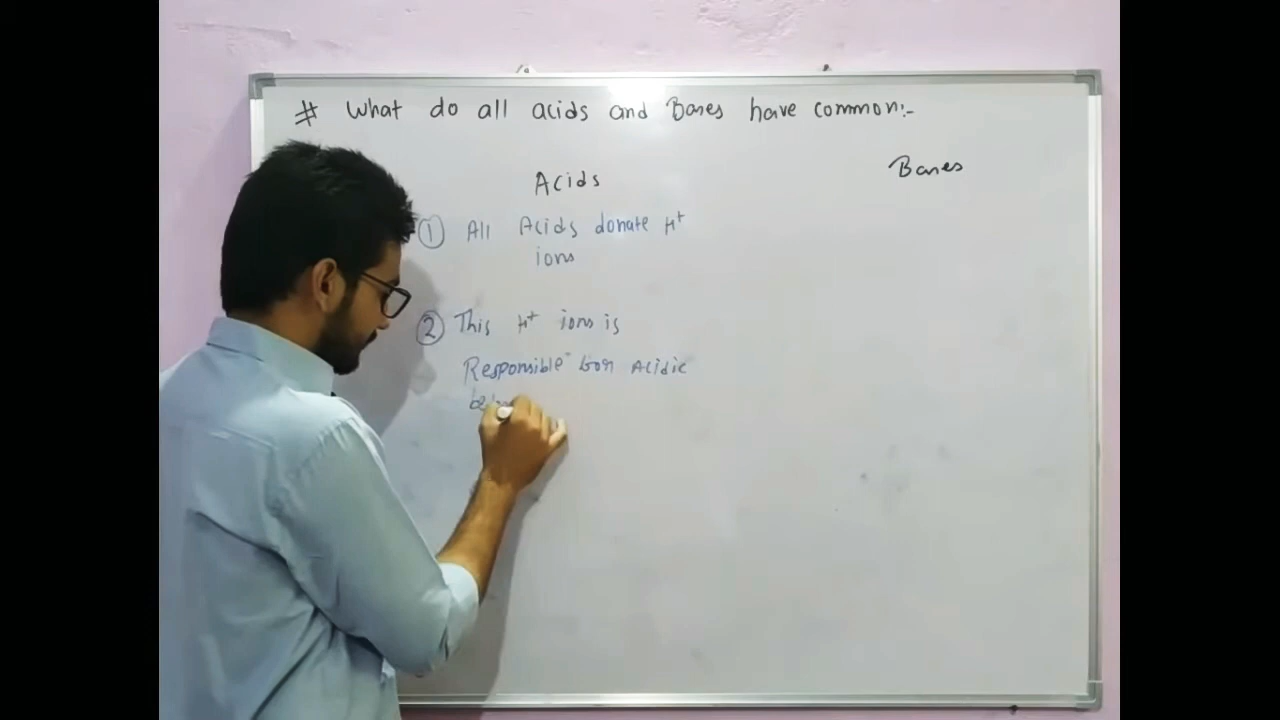 # What do all acids and Bases have common:-
Acids
Bases
① All Acids donate H⁺
ions
② This H⁺ ions is
Responsible for Acidic